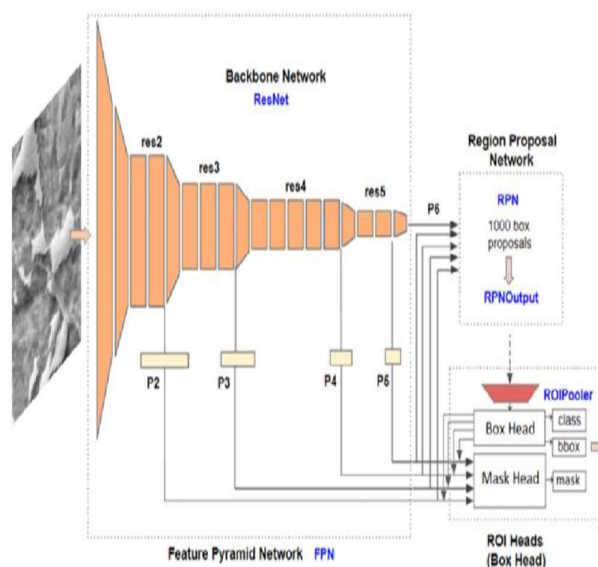 Backbone Network
ResNet
res2
res3
res4
res5
P6
Region Proposal
Network
RPN
1000 box
proposals
RPNOutput
P2
P3
P4
P5
ROIPooler
Box Head
class
bbox
Mask Head
mask
Feature Pyramid Network FPN
ROI Heads
(Box Head)